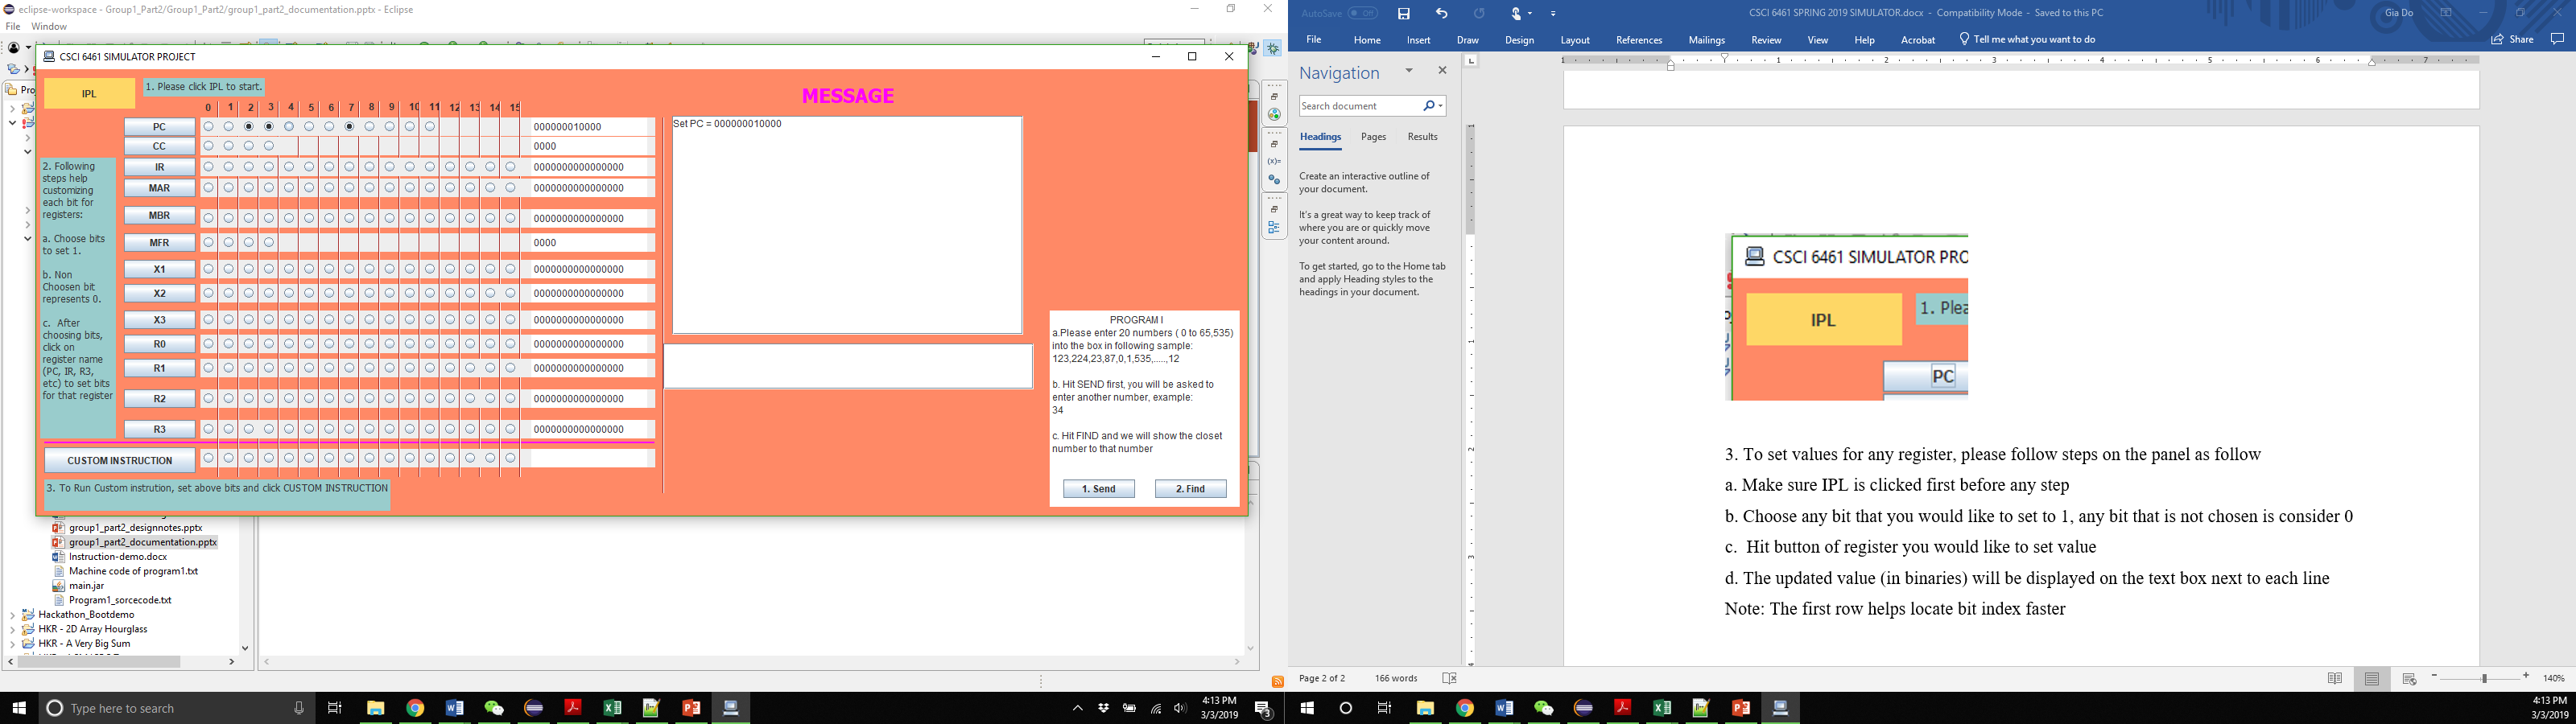 eclipse-workspace - Group1_Part2/Group1_Part2/group1_part2_documentation.pptx - Eclipse
File Window
CSCI 6461 SIMULATOR PROJECT
IPL
1. Please click IPL to start.
0 1 2 3 4 5 6 7 8 9 10 11 12 13 14 15
PC 000000010000
CC 0000
IR 0000000000000000
MAR 0000000000000000
MBR 0000000000000000
MFR 0000
X1 0000000000000000
X2 0000000000000000
X3 0000000000000000
R0 0000000000000000
R1 0000000000000000
R2 0000000000000000
R3 0000000000000000
CUSTOM INSTRUCTION
2. Following
steps help
customizing
each bit for
registers:
a. Choose bits
to set 1.
b. Non
Choosen bit
represents 0.
c. After
choosing bits,
click on
register name
(PC, IR, R3,
etc) to set bits
for that register
3. To Run Custom instrution, set above bits and click CUSTOM INSTRUCTION
MESSAGE
Set PC = 000000010000
PROGRAM I
a.Please enter 20 numbers ( 0 to 65,535)
into the box in following sample:
123,224,23,87,0,1,535,.....,12
b. Hit SEND first, you will be asked to
enter another number, example:
34
c. Hit FIND and we will show the closet
number to that number
1. Send 2. Find
group1_part2_designnotes.pptx
group1_part2_documentation.pptx
Instruction-demo.docx
Machine code of program1.txt
main.jar
Program1_sorcecode.txt
Hackathon_Bootdemo
HKR - 2D Array Hourglass
HKR - A Very Big Sum
Type here to search
4:13 PM
3/3/2019
AutoSave Off
CSCI 6461 SPRING 2019 SIMULATOR.docx - Compatibility Mode - Saved to this PC
Gia Do
File Home Insert Draw Design Layout References Mailings Review View Help Acrobat Tell me what you want to do Share
Navigation
Search document
Headings Pages Results
Create an interactive outline of
your document.
It's a great way to keep track of
where you are or quickly move
your content around.
To get started, go to the Home tab
and apply Heading styles to the
headings in your document.
CSCI 6461 SIMULATOR PRO
IPL
1. Plea
PC
3. To set values for any register, please follow steps on the panel as follow
a. Make sure IPL is clicked first before any step
b. Choose any bit that you would like to set to 1, any bit that is not chosen is consider 0
c. Hit button of register you would like to set value
d. The updated value (in binaries) will be displayed on the text box next to each line
Note: The first row helps locate bit index faster
Page 2 of 2 166 words
140%
4:13 PM
3/3/2019